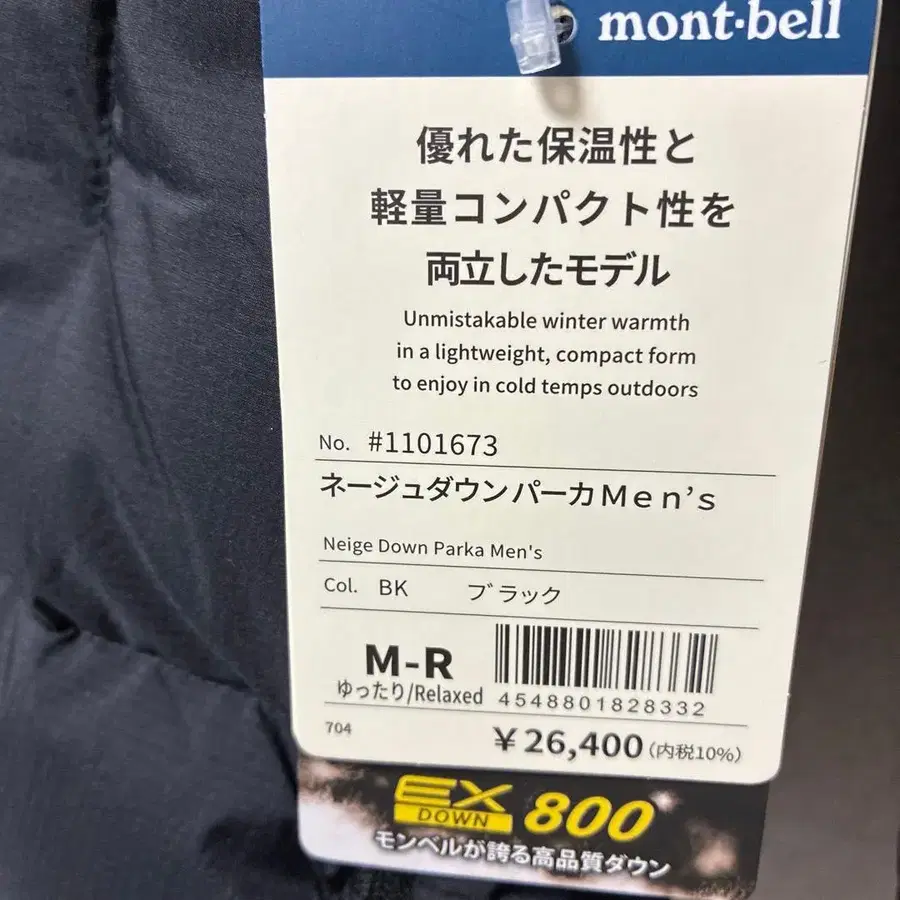 mont-bell
優れた保温性と
軽量コンパクト性を
両立したモデル
Unmistakable winter warmth
in a lightweight, compact form
to enjoy in cold temps outdoors
No. #1101673
ネージュダウンパーカMen's
Neige Down Parka Men's
Col. BK ブラック
M-R
ゆったり/Relaxed
4548801828332
704
¥26,400(内税10%)
EX DOWN 800
モンベルが誇る高品質ダウン